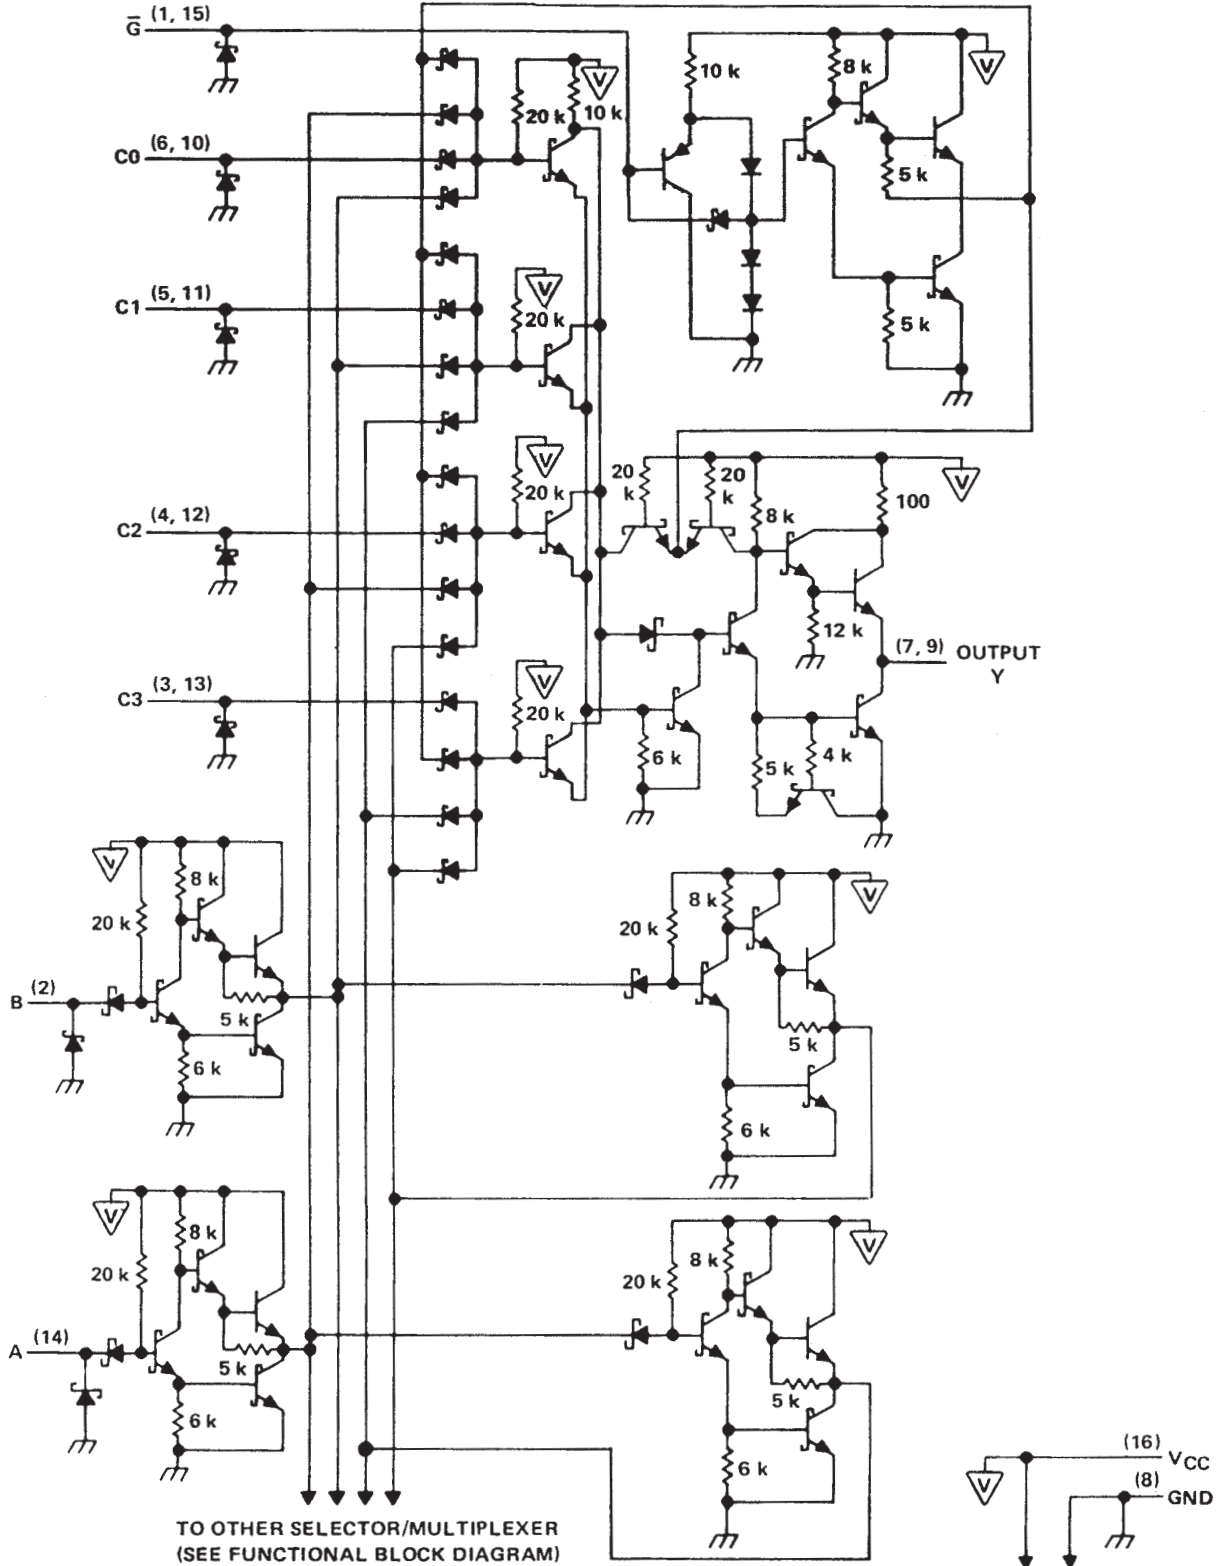 G̅ (1, 15)
V
10 k
8 k
V
20 k
10 k
C0 (6, 10)
5 k
V
C1 (5, 11)
20 k
5 k
V
20 k
20 k
20 k
V
C2 (4, 12)
8 k
100
12 k
(7, 9) OUTPUT
Y
V
C3 (3, 13)
20 k
6 k
5 k
4 k
V
8 k
20 k
V
8 k
20 k
B (2)
5 k
5 k
6 k
6 k
V
8 k
20 k
V
8 k
20 k
A (14)
5 k
5 k
6 k
6 k
(16) VCC
V
(8) GND
TO OTHER SELECTOR/MULTIPLEXER
(SEE FUNCTIONAL BLOCK DIAGRAM)